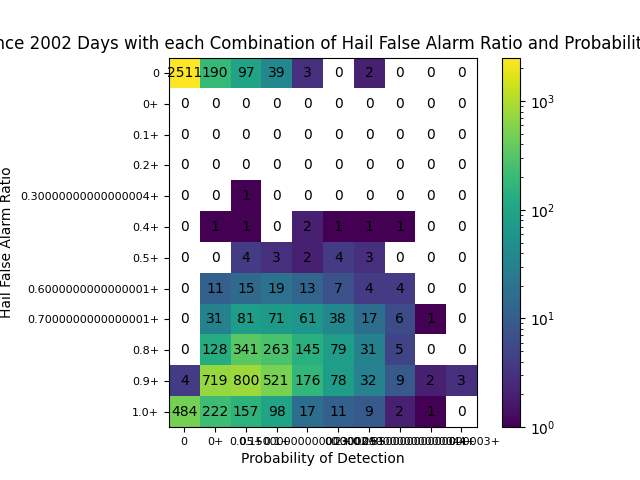 nce 2002 Days with each Combination of Hail False Alarm Ratio and Probabilit
Hail False Alarm Ratio
0 2511 190 97 39 3 0 2 0 0 0
0+ 0 0 0 0 0 0 0 0 0 0
0.1+ 0 0 0 0 0 0 0 0 0 0
0.2+ 0 0 0 0 0 0 0 0 0 0
0.30000000000000004+ 0 0 1 0 0 0 0 0 0 0
0.4+ 0 1 1 0 2 1 1 1 0 0
0.5+ 0 0 4 3 2 4 3 0 0 0
0.6000000000000001+ 0 11 15 19 13 7 4 4 0 0
0.7000000000000001+ 0 31 81 71 61 38 17 6 1 0
0.8+ 0 128 341 263 145 79 31 5 0 0
0.9+ 4 719 800 521 176 78 32 9 2 3
1.0+ 484 222 157 98 17 11 9 2 1 0
0 0+
Probability of Detection
10³
10²
10¹
10⁰